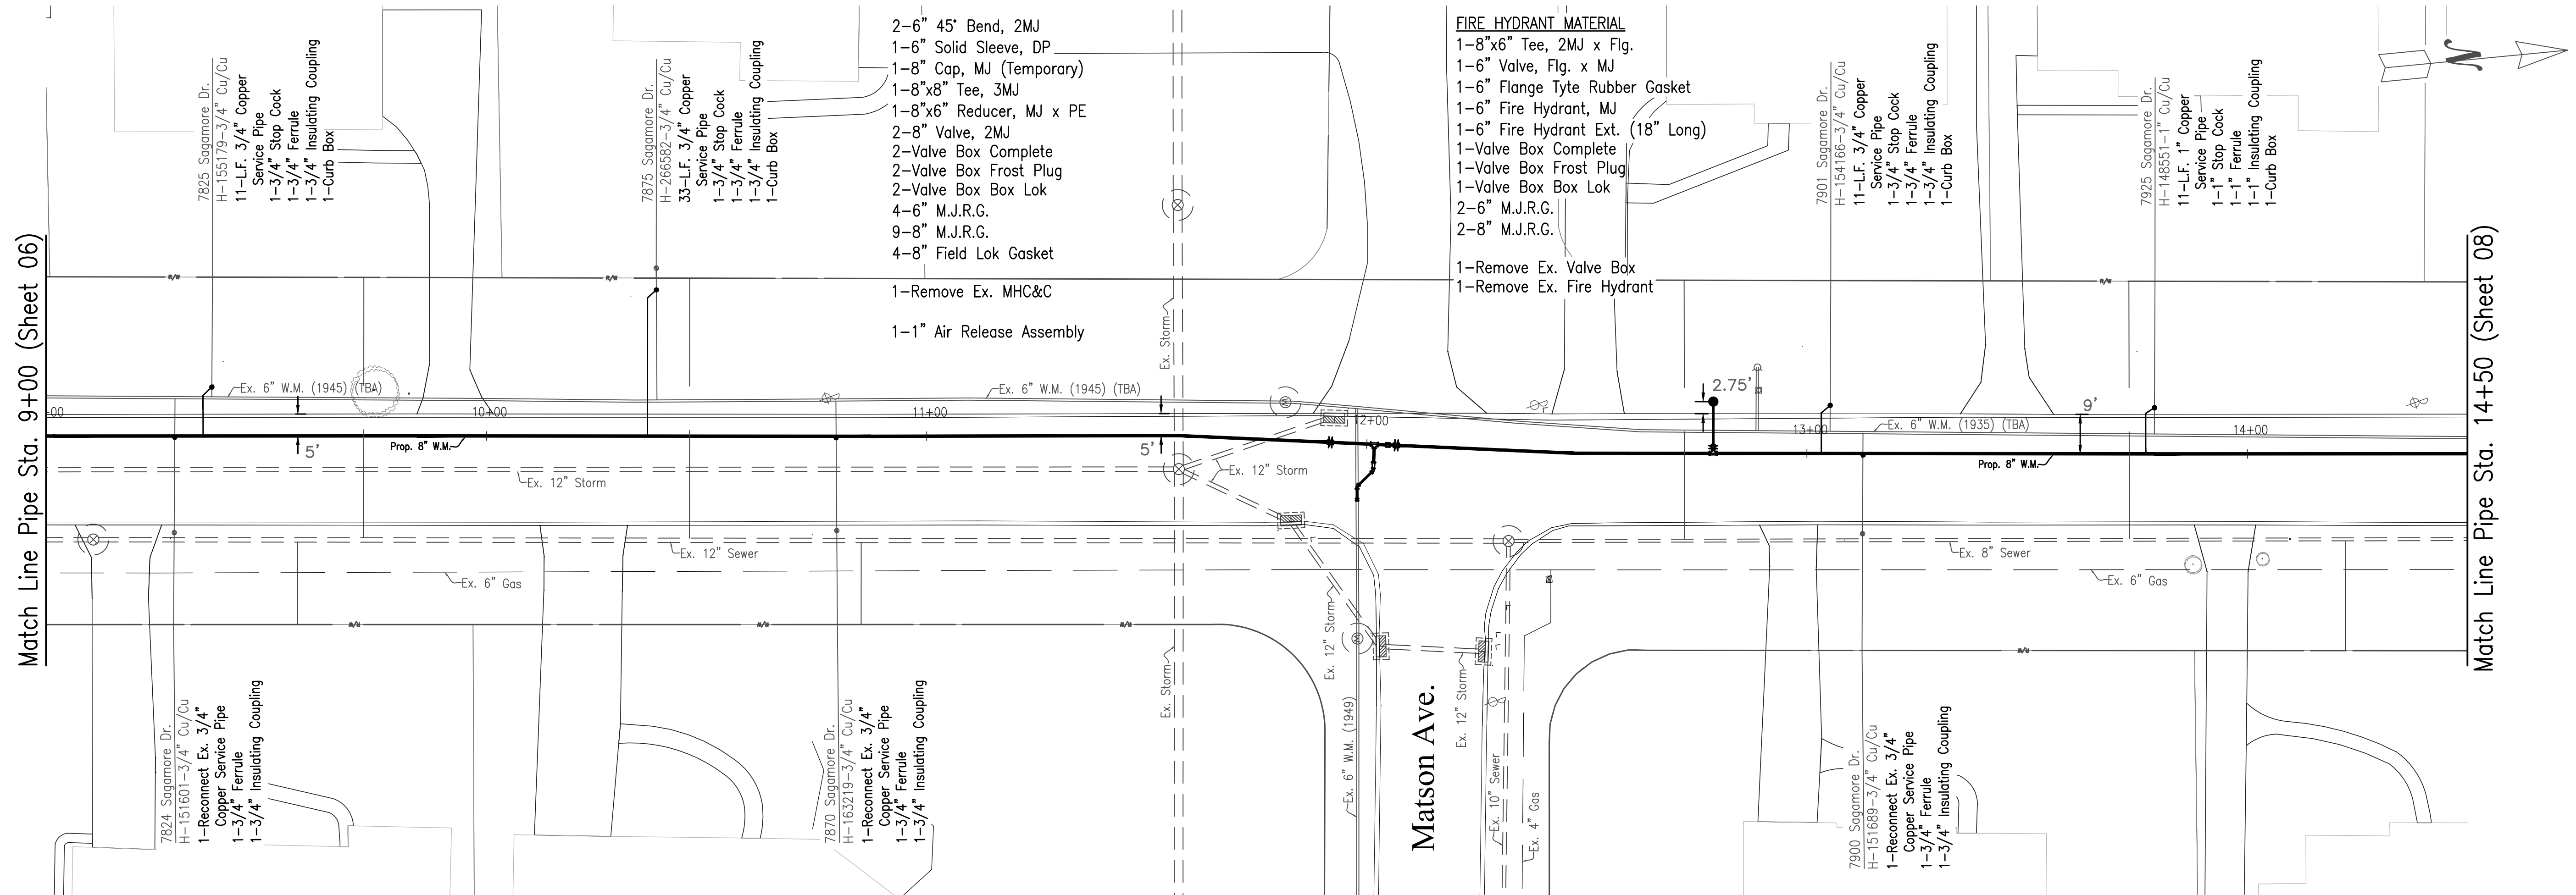 Match Line Pipe Sta. 9+00 (Sheet 06)
7825 Sagamore Dr.
H-155179-3/4" Cu/Cu
11-L.F. 3/4" Copper
Service Pipe
1-3/4" Stop Cock
1-3/4" Ferrule
1-3/4" Insulating Coupling
1-Curb Box
7875 Sagamore Dr.
H-266582-3/4" Cu/Cu
33-L.F. 3/4" Copper
Service Pipe
1-3/4" Stop Cock
1-3/4" Ferrule
1-3/4" Insulating Coupling
1-Curb Box
2-6" 45° Bend, 2MJ
1-6" Solid Sleeve, DP
1-8" Cap, MJ (Temporary)
1-8"x8" Tee, 3MJ
1-8"x6" Reducer, MJ x PE
2-8" Valve, 2MJ
2-Valve Box Complete
2-Valve Box Frost Plug
2-Valve Box Box Lok
4-6" M.J.R.G.
9-8" M.J.R.G.
4-8" Field Lok Gasket
1-Remove Ex. MHC&C
1-1" Air Release Assembly
FIRE HYDRANT MATERIAL
1-8"x6" Tee, 2MJ x Flg.
1-6" Valve, Flg. x MJ
1-6" Flange Tyte Rubber Gasket
1-6" Fire Hydrant, MJ
1-6" Fire Hydrant Ext. (18" Long)
1-Valve Box Complete
1-Valve Box Frost Plug
1-Valve Box Box Lok
2-6" M.J.R.G.
2-8" M.J.R.G.
1-Remove Ex. Valve Box
1-Remove Ex. Fire Hydrant
7901 Sagamore Dr.
H-154166-3/4" Cu/Cu
11-L.F. 3/4" Copper
Service Pipe
1-3/4" Stop Cock
1-3/4" Ferrule
1-3/4" Insulating Coupling
1-Curb Box
7925 Sagamore Dr.
H-148551-1" Cu/Cu
11-L.F. 1" Copper
Service Pipe
1-1" Stop Cock
1-1" Ferrule
1-1" Insulating Coupling
1-Curb Box
N
Match Line Pipe Sta. 14+50 (Sheet 08)
R/W
R/W
R/W
Ex. Storm
Ex. 6" W.M. (1945) (TBA)
Ex. 6" W.M. (1945) (TBA)
2.75'
+00
10+00
11+00
12+00
13+00
Ex. 6" W.M. (1935) (TBA)
9'
14+00
5'
Prop. 8" W.M.
5'
Prop. 8" W.M.
Ex. 12" Storm
Ex. 12" Storm
Ex. 12" Sewer
Ex. 8" Sewer
Ex. 6" Gas
Ex. 6" Gas
R/W
R/W
R/W
M
M
Ex. 12" Storm
Ex. Storm
Ex. 6" W.M. (1949)
Matson Ave.
Ex. 12" Storm
Ex. 10" Sewer
Ex. 4" Gas
7824 Sagamore Dr.
H-151601-3/4" Cu/Cu
1-Reconnect Ex. 3/4"
Copper Service Pipe
1-3/4" Ferrule
1-3/4" Insulating Coupling
7870 Sagamore Dr.
H-163219-3/4" Cu/Cu
1-Reconnect Ex. 3/4"
Copper Service Pipe
1-3/4" Ferrule
1-3/4" Insulating Coupling
7900 Sagamore Dr.
H-151689-3/4" Cu/Cu
1-Reconnect Ex. 3/4"
Copper Service Pipe
1-3/4" Ferrule
1-3/4" Insulating Coupling